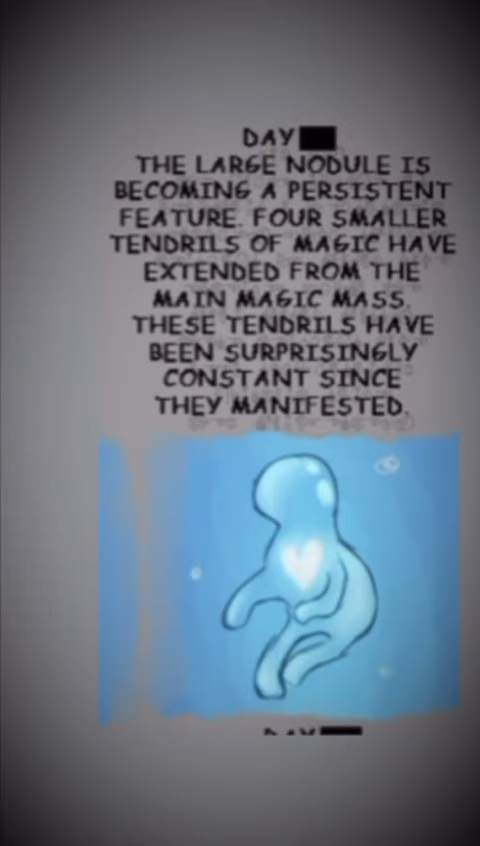 DAY
THE LARGE NODULE IS
BECOMING A PERSISTENT
FEATURE. FOUR SMALLER
TENDRILS OF MAGIC HAVE
EXTENDED FROM THE
MAIN MAGIC MASS.
THESE TENDRILS HAVE
BEEN SURPRISINGLY
CONSTANT SINCE
THEY MANIFESTED.
DAY